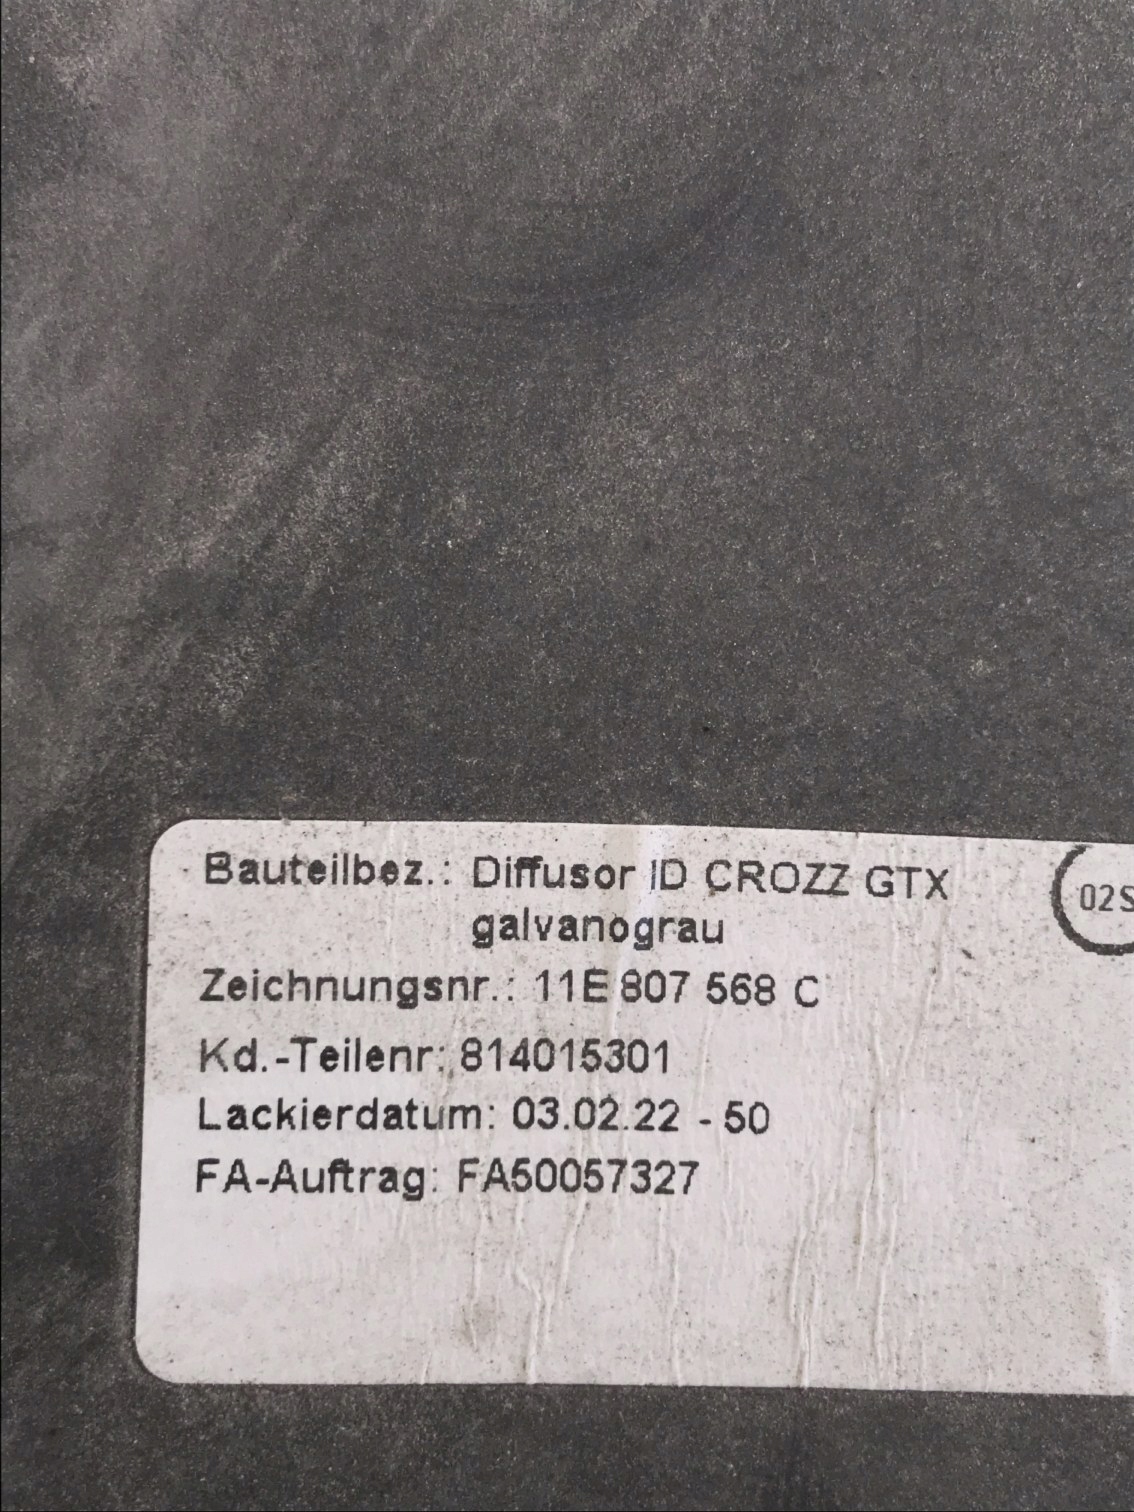 Bauteilbez.: Diffusor ID CROZZ GTX
galvanograu
02S
Zeichnungsnr.: 11E 807 568 C
Kd.-Teilenr: 814015301
Lackierdatum: 03.02.22 - 50
FA-Auftrag: FA50057327